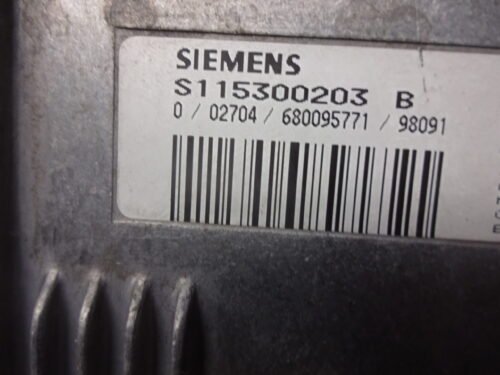 SIEMENS
S115300203 B
0 / 02704 / 680095771 / 98091